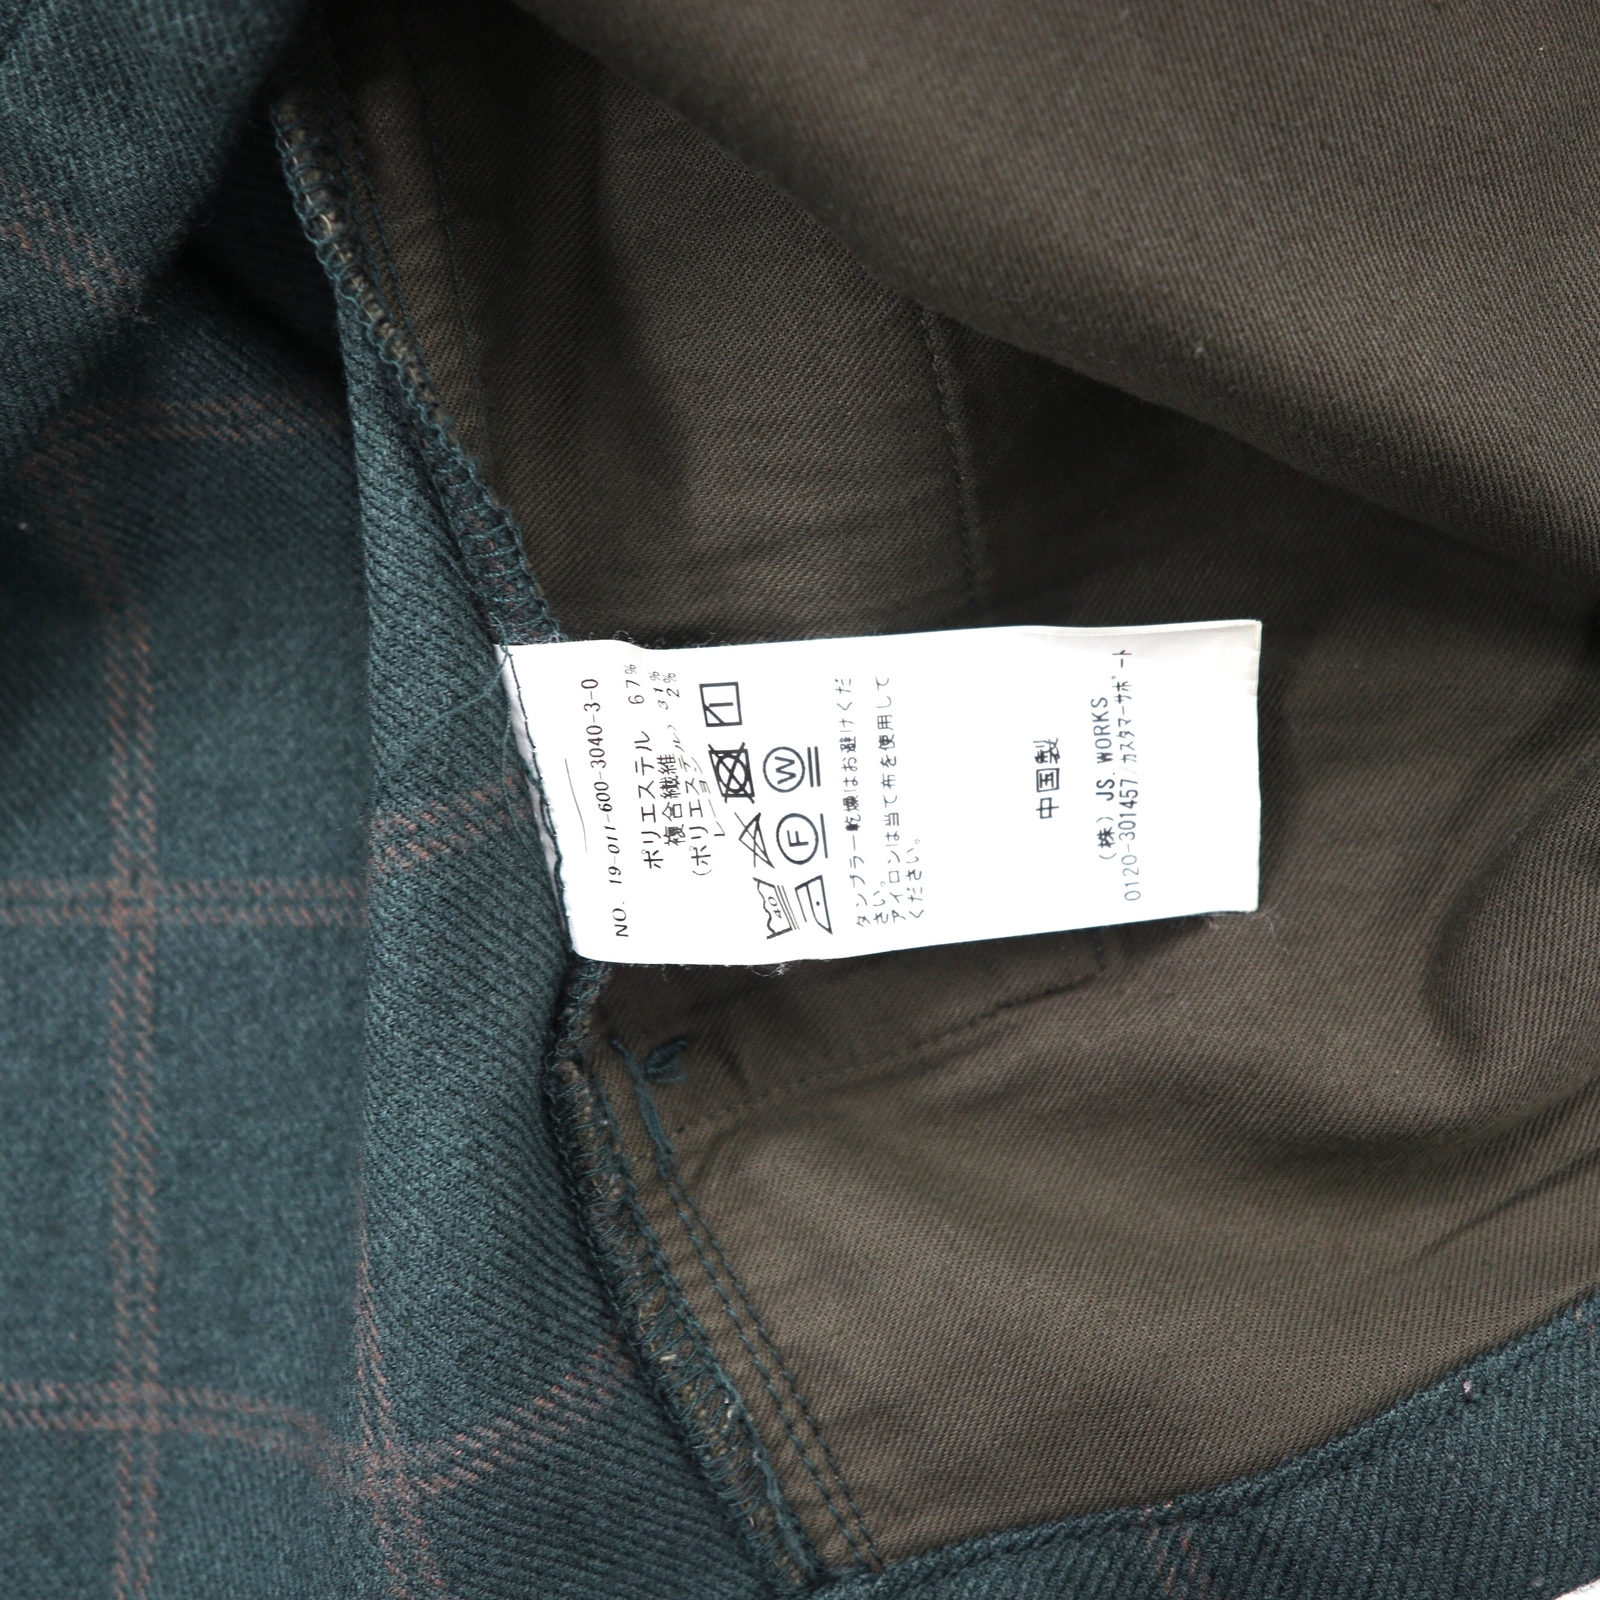 NO. 19-011-600-3040-3-0
ポリエステル 67%
複合繊維
(ポリエステル) 31%
レーヨン 2%
40
F
W
タンブラー乾燥はお避けくだ
さい。
アイロンは当て布を使用して
ください。
中国製
(株) JS. WORKS
0120-301457/カスタマーサポート